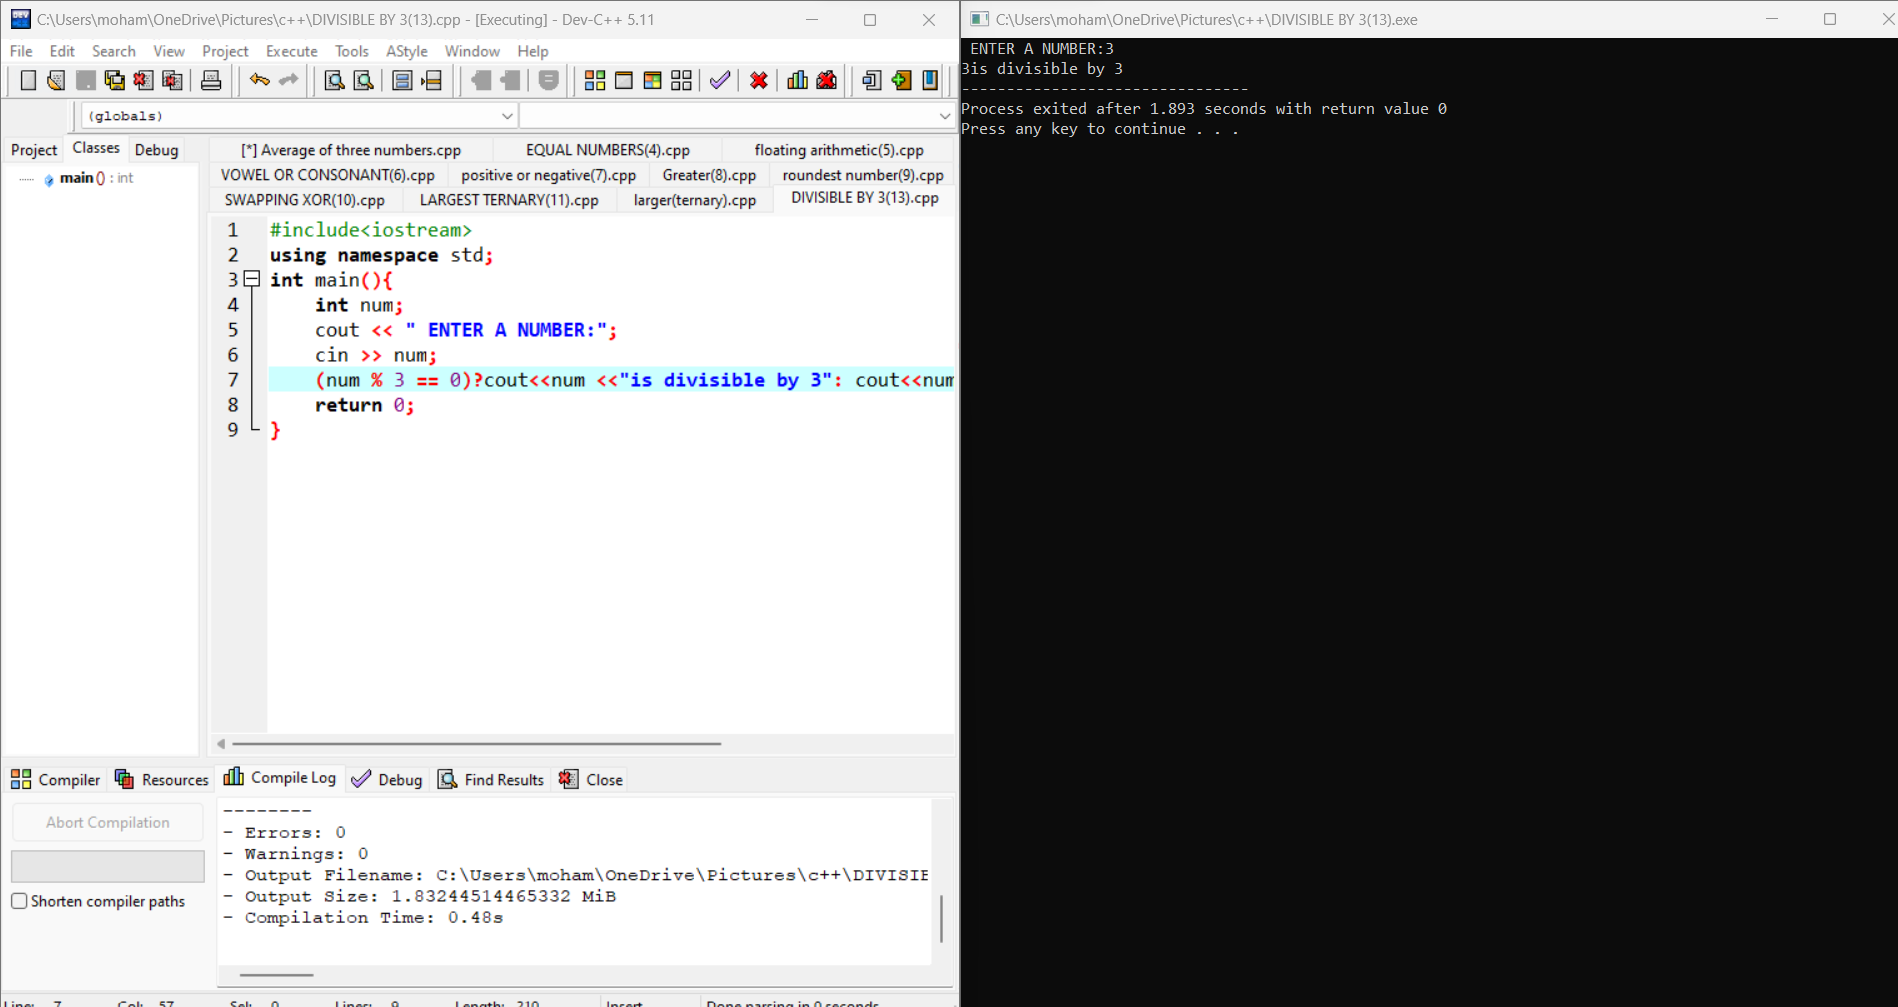 C:\Users\moham\OneDrive\Pictures\c++\DIVISIBLE BY 3(13).cpp - [Executing] - Dev-C++ 5.11
File Edit Search View Project Execute Tools AStyle Window Help
(globals)
Project Classes Debug
main () : int
[*] Average of three numbers.cpp EQUAL NUMBERS(4).cpp floating arithmetic(5).cpp
VOWEL OR CONSONANT(6).cpp positive or negative(7).cpp Greater(8).cpp roundest number(9).cpp
SWAPPING XOR(10).cpp LARGEST TERNARY(11).cpp larger(ternary).cpp DIVISIBLE BY 3(13).cpp
1 #include<iostream>
2 using namespace std;
3 int main(){
4 int num;
5 cout << " ENTER A NUMBER:";
6 cin >> num;
7 (num % 3 == 0)?cout<<num <<"is divisible by 3": cout<<num
8 return 0;
9 }
Compiler Resources Compile Log Debug Find Results Close
Abort Compilation
Shorten compiler paths
--------
- Errors: 0
- Warnings: 0
- Output Filename: C:\Users\moham\OneDrive\Pictures\c++\DIVISIB
- Output Size: 1.83244514465332 MiB
- Compilation Time: 0.48s
Line: 7 Col: 57 Sel: 0 Lines: 9 Length: 210 Insert Done parsing in 0 seconds
C:\Users\moham\OneDrive\Pictures\c++\DIVISIBLE BY 3(13).exe
ENTER A NUMBER:3
3is divisible by 3
--------------------------------
Process exited after 1.893 seconds with return value 0
Press any key to continue . . .